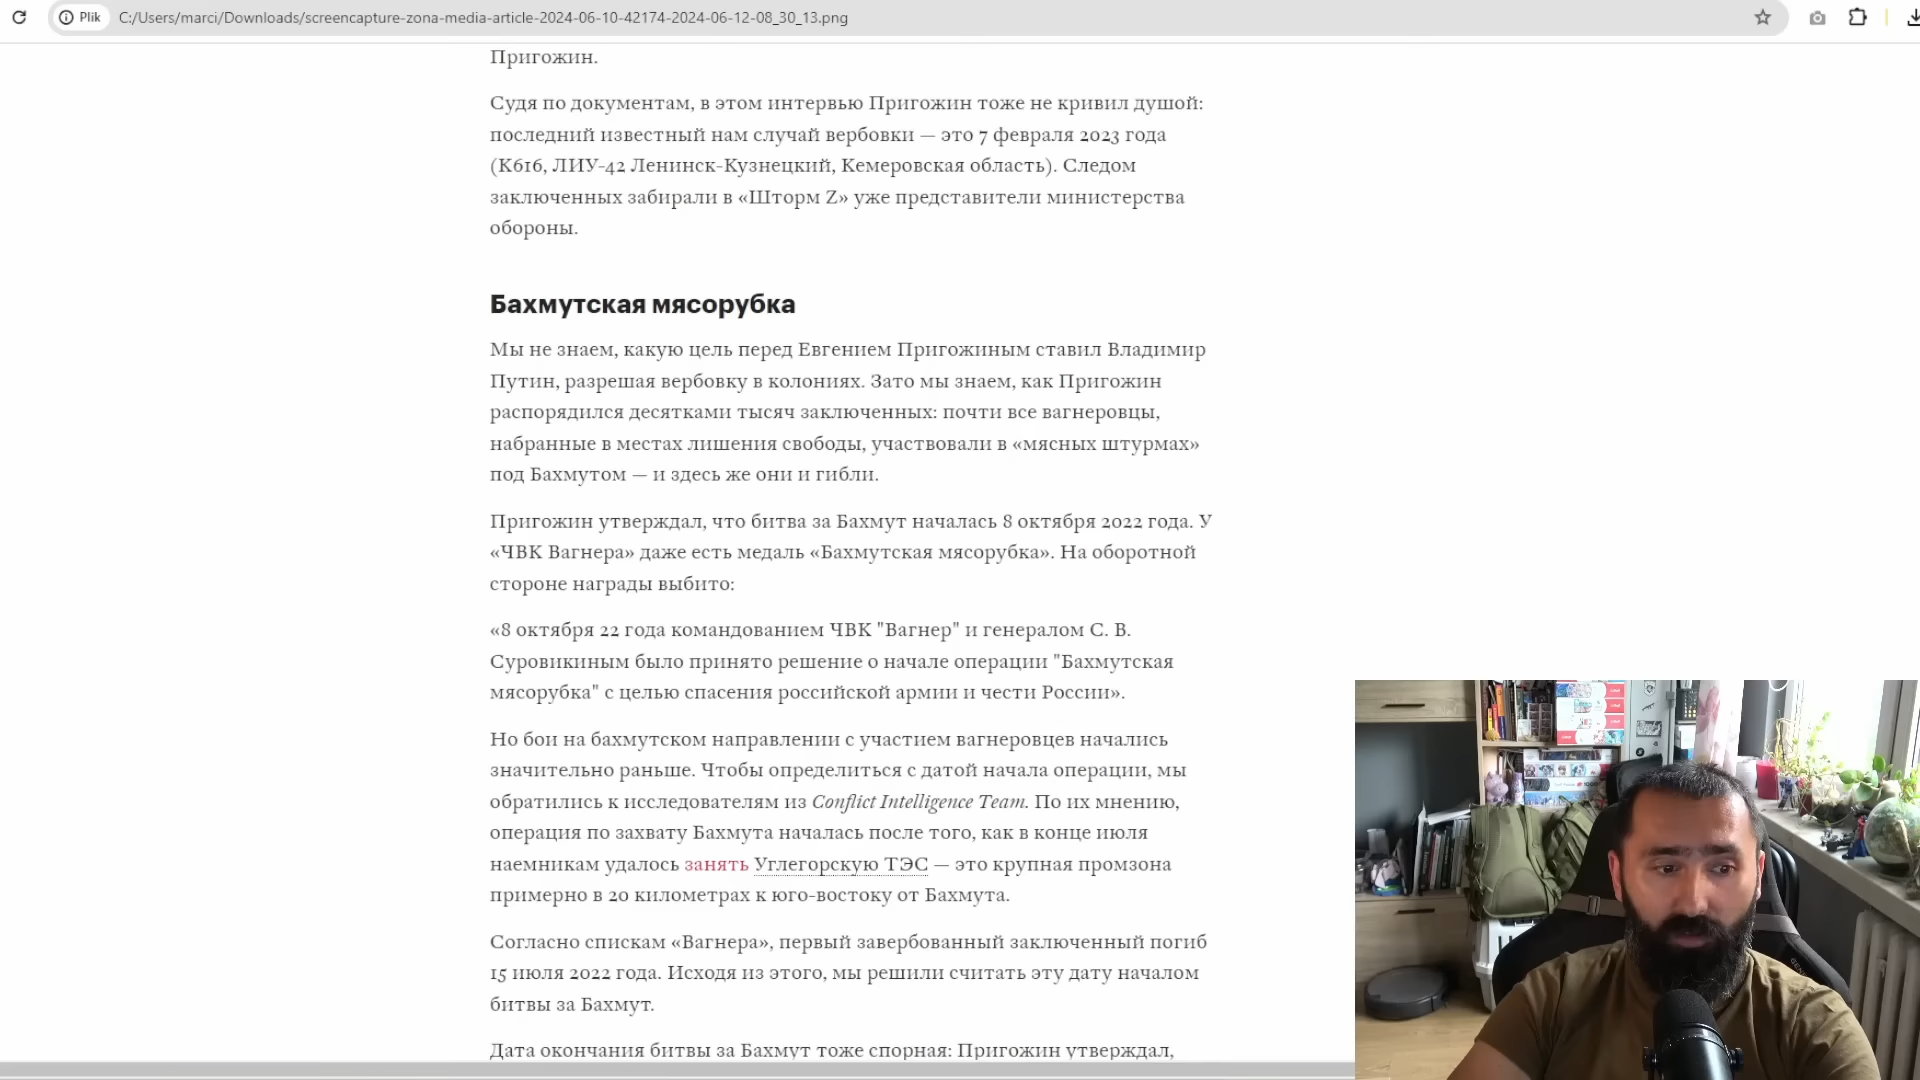 Plik
C:/Users/marci/Downloads/screencapture-zona-media-article-2024-06-10-42174-2024-06-12-08_30_13.png
Пригожин.
Судя по документам, в этом интервью Пригожин тоже не кривил душой:
последний известный нам случай вербовки — это 7 февраля 2023 года
(К616, ЛИУ-42 Ленинск-Кузнецкий, Кемеровская область). Следом
заключенных забирали в «Шторм Z» уже представители министерства
обороны.
Бахмутская мясорубка
Мы не знаем, какую цель перед Евгением Пригожиным ставил Владимир
Путин, разрешая вербовку в колониях. Зато мы знаем, как Пригожин
распорядился десятками тысяч заключенных: почти все вагнеровцы,
набранные в местах лишения свободы, участвовали в «мясных штурмах»
под Бахмутом — и здесь же они и гибли.
Пригожин утверждал, что битва за Бахмут началась 8 октября 2022 года. У
«ЧВК Вагнера» даже есть медаль «Бахмутская мясорубка». На оборотной
стороне награды выбито:
«8 октября 22 года командованием ЧВК "Вагнер" и генералом С. В.
Суровикиным было принято решение о начале операции "Бахмутская
мясорубка" с целью спасения российской армии и чести России».
Но бои на бахмутском направлении с участием вагнеровцев начались
значительно раньше. Чтобы определиться с датой начала операции, мы
обратились к исследователям из Conflict Intelligence Team. По их мнению,
операция по захвату Бахмута началась после того, как в конце июля
наемникам удалось занять Углегорскую ТЭС — это крупная промзона
примерно в 20 километрах к юго-востоку от Бахмута.
Согласно спискам «Вагнера», первый завербованный заключенный погиб
15 июля 2022 года. Исходя из этого, мы решили считать эту дату началом
битвы за Бахмут.
Дата окончания битвы за Бахмут тоже спорная: Пригожин утверждал,